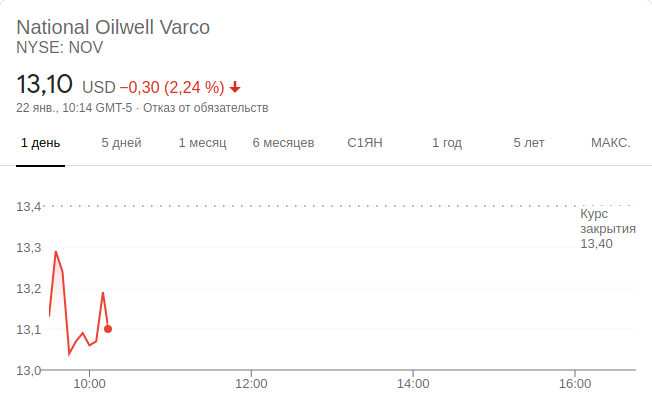 National Oilwell Varco
NYSE: NOV
13,10 USD −0,30 (2,24 %)
22 янв., 10:14 GMT-5 · Отказ от обязательств
1 день 5 дней 1 месяц 6 месяцев С1ЯН 1 год 5 лет МАКС.
13,4
Курс
закрытия
13,40
13,3
13,2
13,1
13,0
10:00 12:00 14:00 16:00